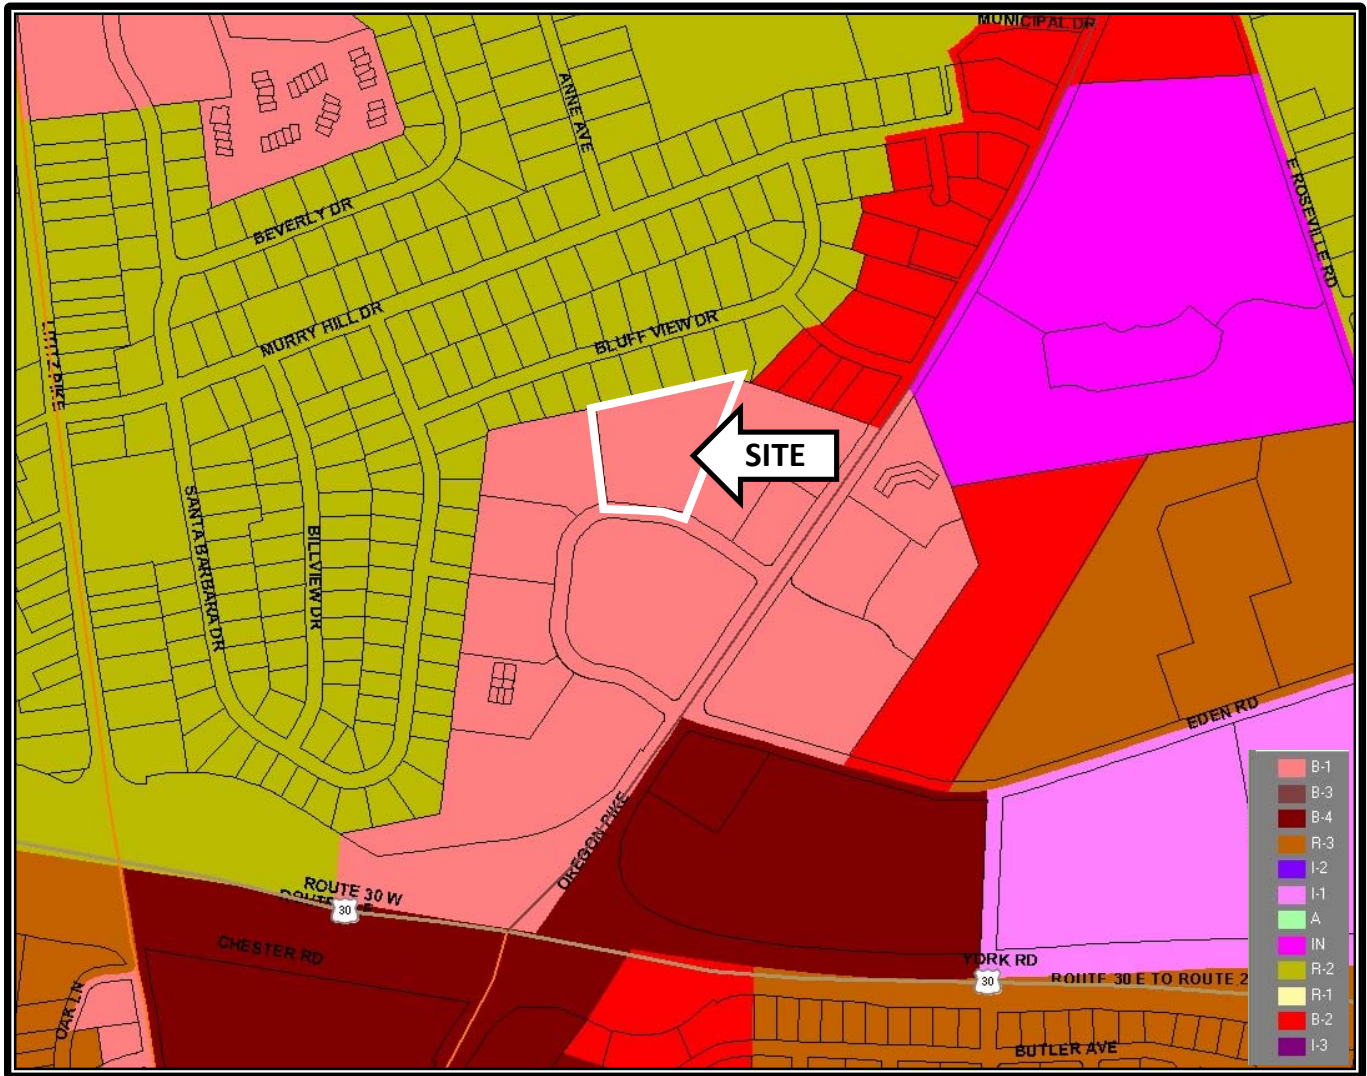 MUNICIPAL DR
ANNE AVE
E ROSEVILLE RD
BEVERLY DR
MURRY HILL DR
BLUFF VIEW DR
LITITZ PIKE
SITE
SANTA BARBARA DR
BILLVIEW DR
EDEN RD
OREGON PIKE
ROUTE 30 W
30
CHESTER RD
YORK RD
30
ROUTE 30 E TO ROUTE 2
OAK LN
BUTLER AVE
B-1
B-3
B-4
R-3
I-2
I-1
A
IN
R-2
R-1
B-2
I-3